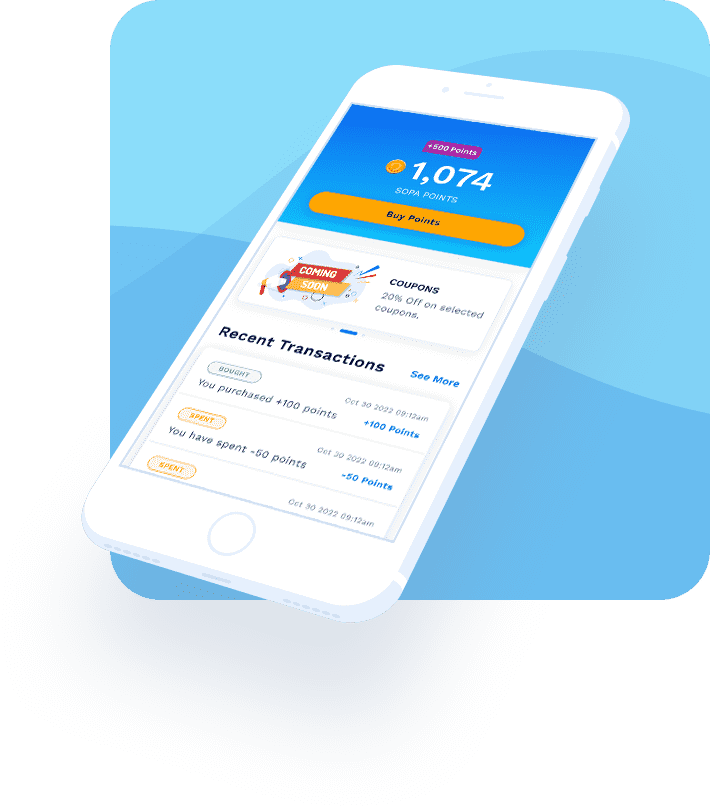 +500 Points
1,074
SOPA POINTS
Buy Points
COMING
SOON
COUPONS
20% Off on selected
coupons.
Recent Transactions
See More
BOUGHT
Oct 30 2022 09:12am
You purchased +100 points
+100 Points
SPENT
Oct 30 2022 09:12am
You have spent -50 points
-50 Points
SPENT
Oct 30 2022 09:12am